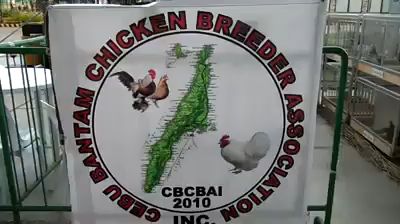 CEBU BANTAM CHICKEN BREEDER ASSOCIATION
CBCBAI
2010
INC.